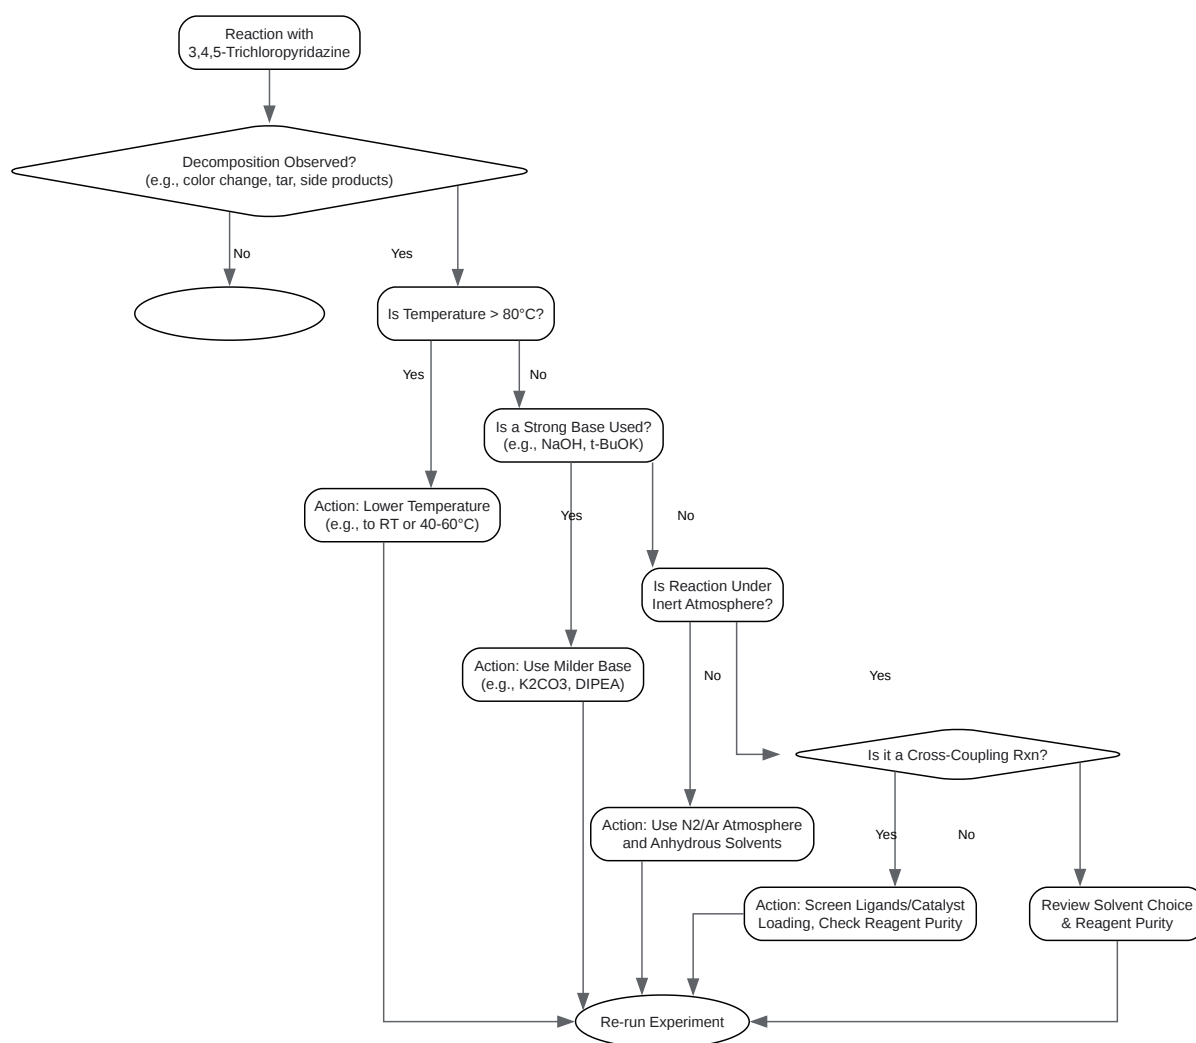 Reaction with
3,4,5-Trichloropyridazine
Decomposition Observed?
(e.g., color change, tar, side products)
No
Yes
Is Temperature > 80°C?
Yes
No
Is a Strong Base Used?
(e.g., NaOH, t-BuOK)
Action: Lower Temperature
(e.g., to RT or 40-60°C)
Yes
No
Is Reaction Under
Inert Atmosphere?
Action: Use Milder Base
(e.g., K2CO3, DIPEA)
No
Yes
Is it a Cross-Coupling Rxn?
Action: Use N2/Ar Atmosphere
and Anhydrous Solvents
Yes
No
Action: Screen Ligands/Catalyst
Loading, Check Reagent Purity
Review Solvent Choice
& Reagent Purity
Re-run Experiment